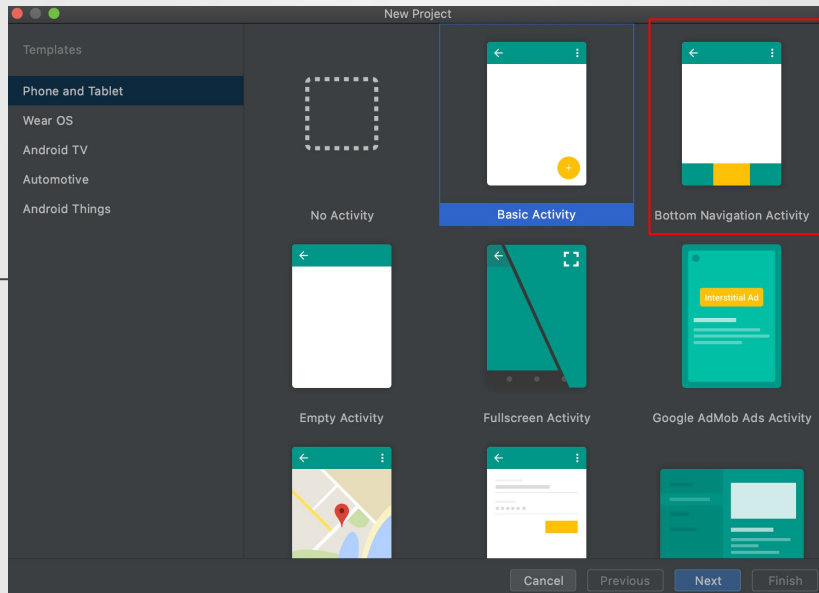 New Project
Templates
Phone and Tablet
Wear OS
Android TV
Automotive
Android Things
No Activity
Basic Activity
Bottom Navigation Activity
Interstitial Ad
Empty Activity
Fullscreen Activity
Google AdMob Ads Activity
Cancel
Previous
Next
Finish